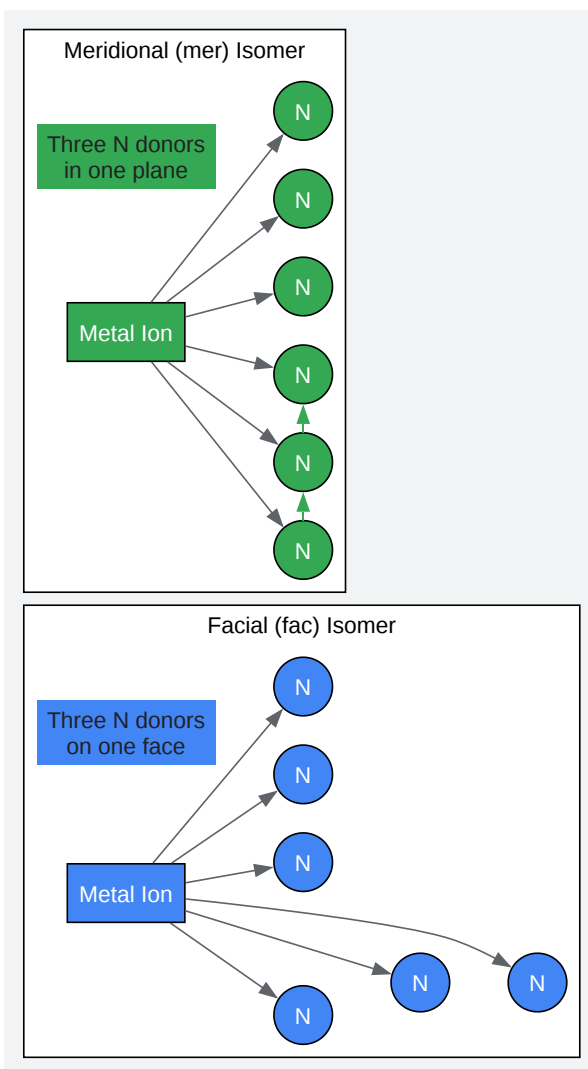 Meridional (mer) Isomer
N
Three N donors
in one plane
N
N
Metal Ion
N
N
N
Facial (fac) Isomer
N
Three N donors
on one face
N
N
Metal Ion
N
N
N